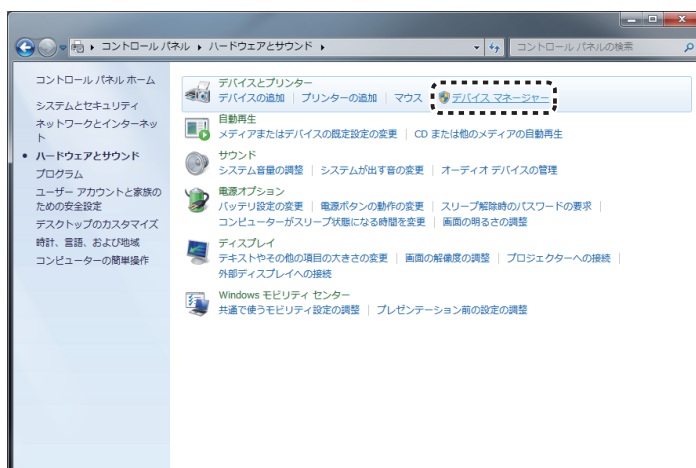 コントロール パネル ▸ ハードウェアとサウンド ▸
コントロール パネルの検索
コントロール パネル ホーム
システムとセキュリティ
ネットワークとインターネッ
ト
ハードウェアとサウンド
プログラム
ユーザー アカウントと家族の
ための安全設定
デスクトップのカスタマイズ
時計、言語、および地域
コンピューターの簡単操作
デバイスとプリンター
デバイスの追加 | プリンターの追加 | マウス | デバイス マネージャー
自動再生
メディアまたはデバイスの既定設定の変更 | CD または他のメディアの自動再生
サウンド
システム音量の調整 | システムが出す音の変更 | オーディオ デバイスの管理
電源オプション
バッテリ設定の変更 | 電源ボタンの動作の変更 | スリープ解除時のパスワードの要求 |
コンピューターがスリープ状態になる時間を変更 | 画面の明るさの調整
ディスプレイ
テキストやその他の項目の大きさの変更 | 画面の解像度の調整 | プロジェクターへの接続 |
外部ディスプレイへの接続
Windows モビリティ センター
共通で使うモビリティ設定の調整 | プレゼンテーション前の設定の調整